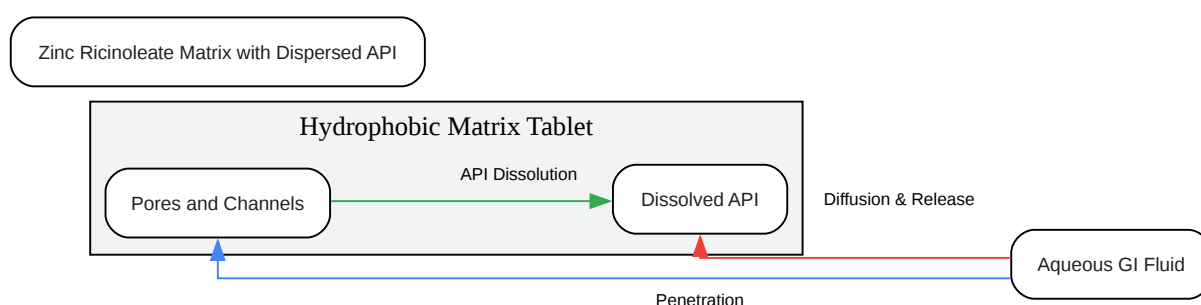 Zinc Ricinoleate Matrix with Dispersed API
Hydrophobic Matrix Tablet
API Dissolution
Pores and Channels
Dissolved API
Diffusion & Release
Aqueous GI Fluid
Penetration